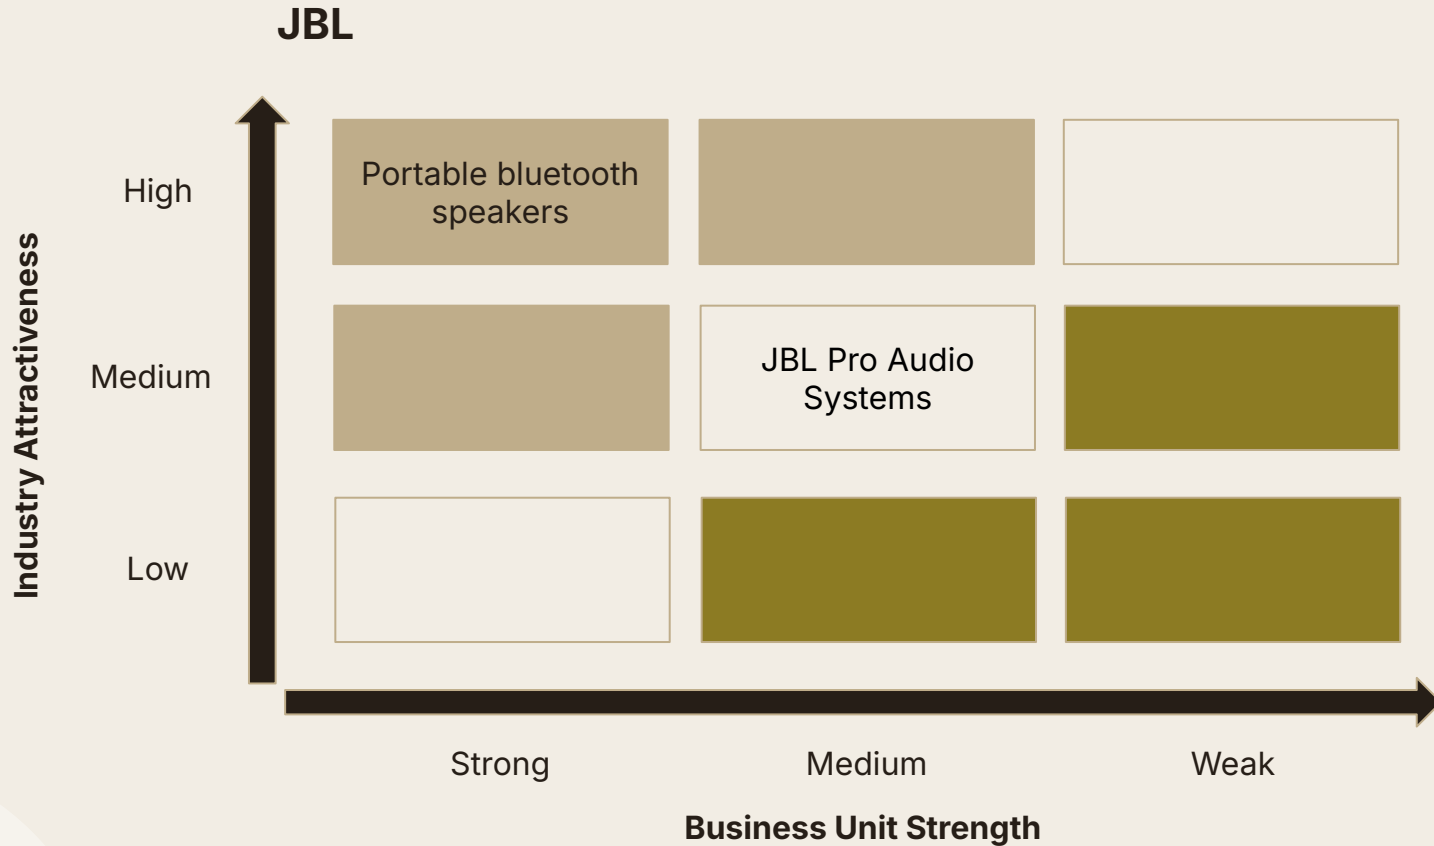 JBL
Industry Attractiveness
High
Portable bluetooth
speakers
Medium
JBL Pro Audio
Systems
Low
Strong
Medium
Weak
Business Unit Strength